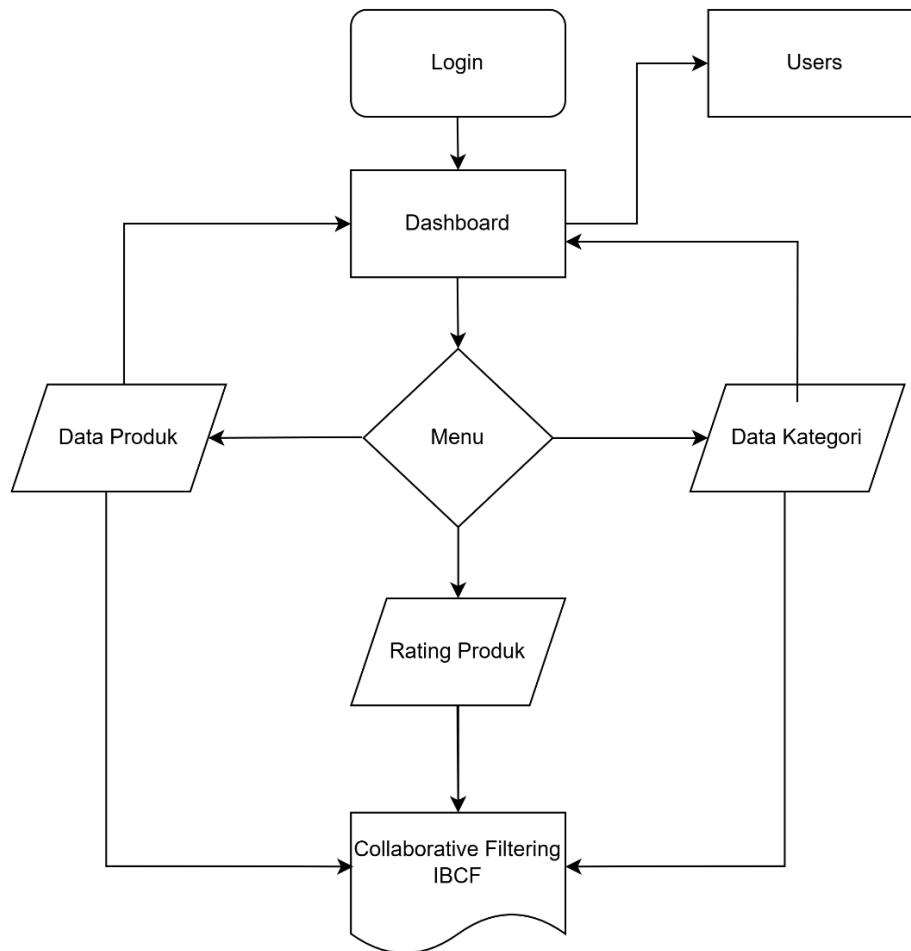 Login
Users
Dashboard
Data Produk
Menu
Data Kategori
Rating Produk
Collaborative Filtering
IBCF